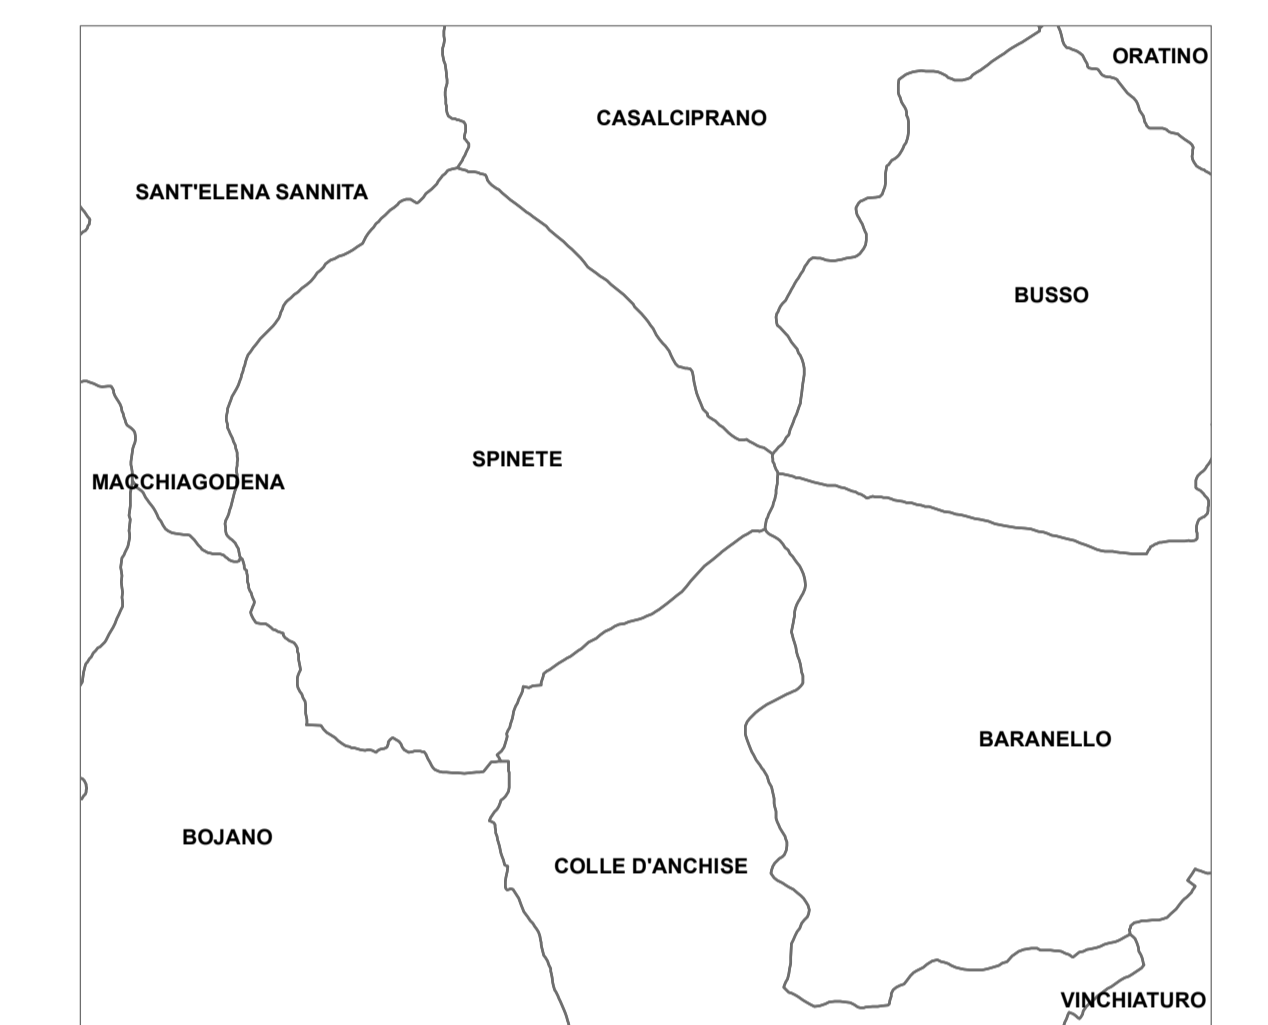 ORATINO
CASALCIPRANO
SANT'ELENA SANNITA
BUSSO
SPINETE
MACCHIAGODENA
BARANELLO
BOJANO
COLLE D'ANCHISE
VINCHIATURO